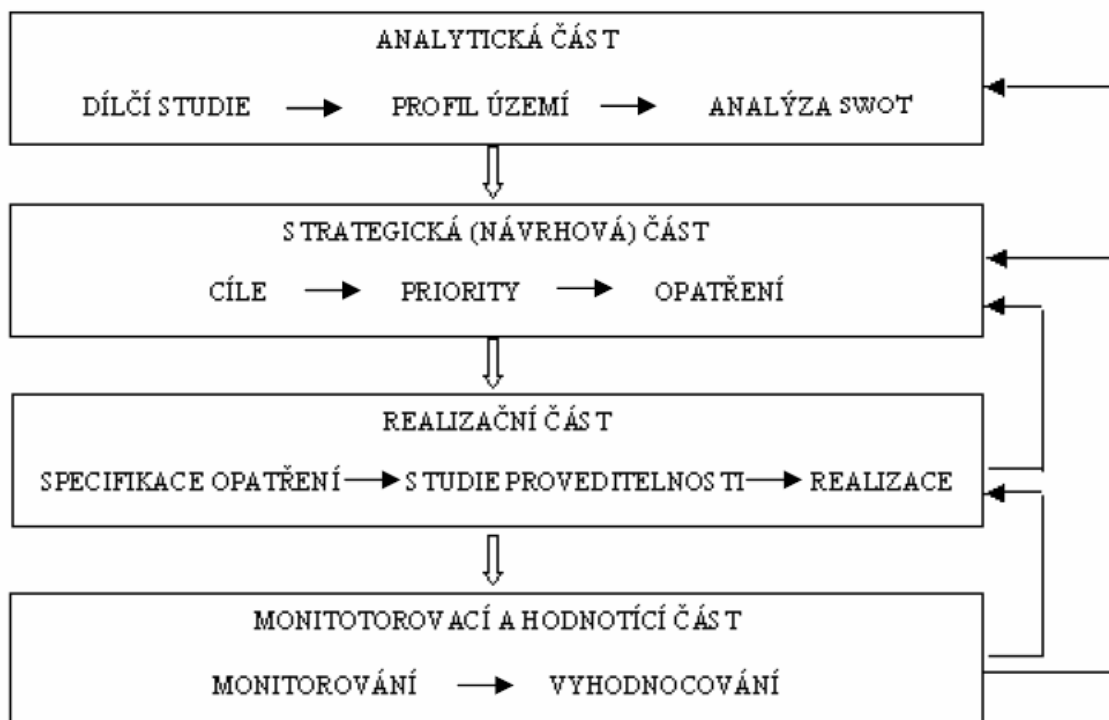 ANALYTICKÁ ČÁST
DÍLČÍ STUDIE PROFIL ÚZEMÍ ANALÝZA SWOT
STRATEGICKÁ (NÁVRHOVÁ) ČÁST
CÍLE PRIORITY OPATŘENÍ
REALIZAČNÍ ČÁST
SPECIFIKACE OPATŘENÍ STUDIE PROVEDITELNOSTI REALIZACE
MONITOTOROVACÍ A HODNOTÍCÍ ČÁST
MONITOROVÁNÍ VYHODNOCOVÁNÍ